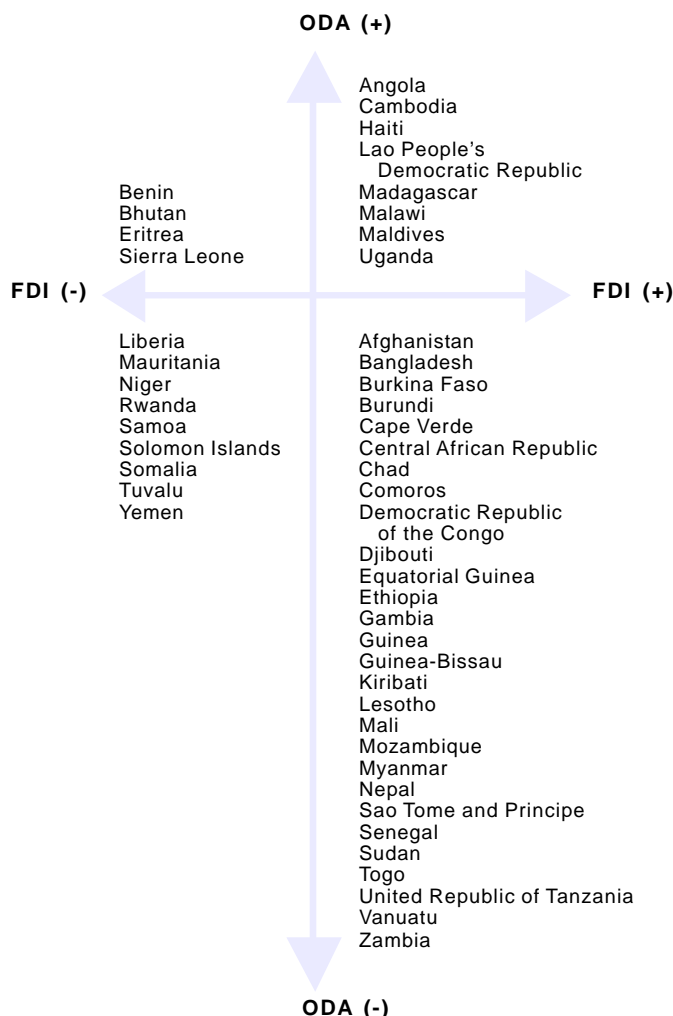 ODA (+)
Angola
Cambodia
Haiti
Lao People's
Democratic Republic
Madagascar
Malawi
Maldives
Uganda
Benin
Bhutan
Eritrea
Sierra Leone
FDI (-)
FDI (+)
Liberia
Mauritania
Niger
Rwanda
Samoa
Solomon Islands
Somalia
Tuvalu
Yemen
Afghanistan
Bangladesh
Burkina Faso
Burundi
Cape Verde
Central African Republic
Chad
Comoros
Democratic Republic
of the Congo
Djibouti
Equatorial Guinea
Ethiopia
Gambia
Guinea
Guinea-Bissau
Kiribati
Lesotho
Mali
Mozambique
Myanmar
Nepal
Sao Tome and Principe
Senegal
Sudan
Togo
United Republic of Tanzania
Vanuatu
Zambia
ODA (-)